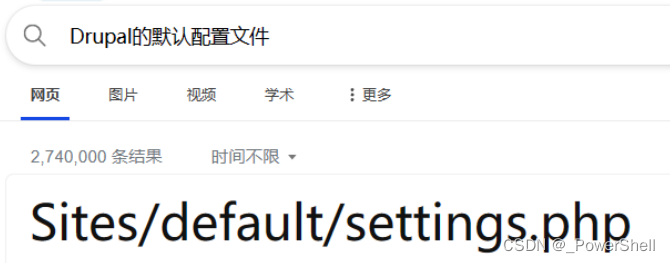 Drupal的默认配置文件
网页 图片 视频 学术 更多
2,740,000 条结果 时间不限
Sites/default/settings.php
CSDN @_PowerShell